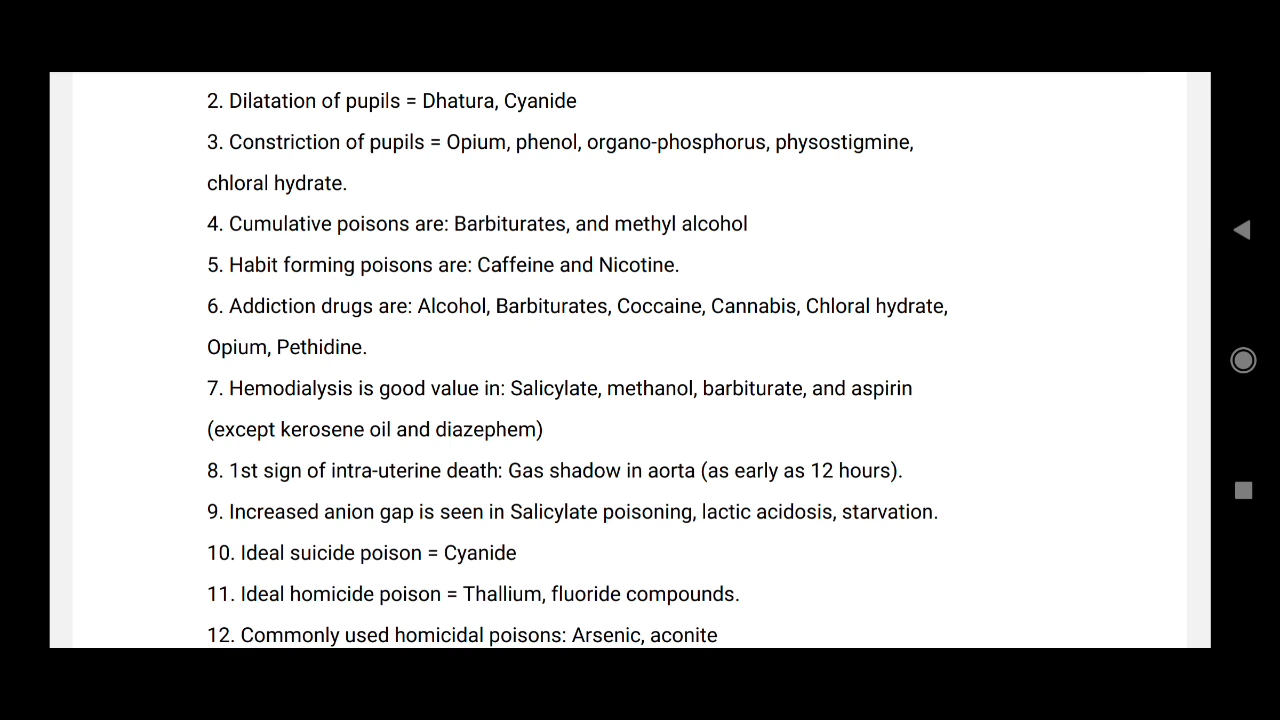 2. Dilatation of pupils = Dhatura, Cyanide
3. Constriction of pupils = Opium, phenol, organo-phosphorus, physostigmine,
chloral hydrate.
4. Cumulative poisons are: Barbiturates, and methyl alcohol
5. Habit forming poisons are: Caffeine and Nicotine.
6. Addiction drugs are: Alcohol, Barbiturates, Coccaine, Cannabis, Chloral hydrate,
Opium, Pethidine.
7. Hemodialysis is good value in: Salicylate, methanol, barbiturate, and aspirin
(except kerosene oil and diazephem)
8. 1st sign of intra-uterine death: Gas shadow in aorta (as early as 12 hours).
9. Increased anion gap is seen in Salicylate poisoning, lactic acidosis, starvation.
10. Ideal suicide poison = Cyanide
11. Ideal homicide poison = Thallium, fluoride compounds.
12. Commonly used homicidal poisons: Arsenic, aconite